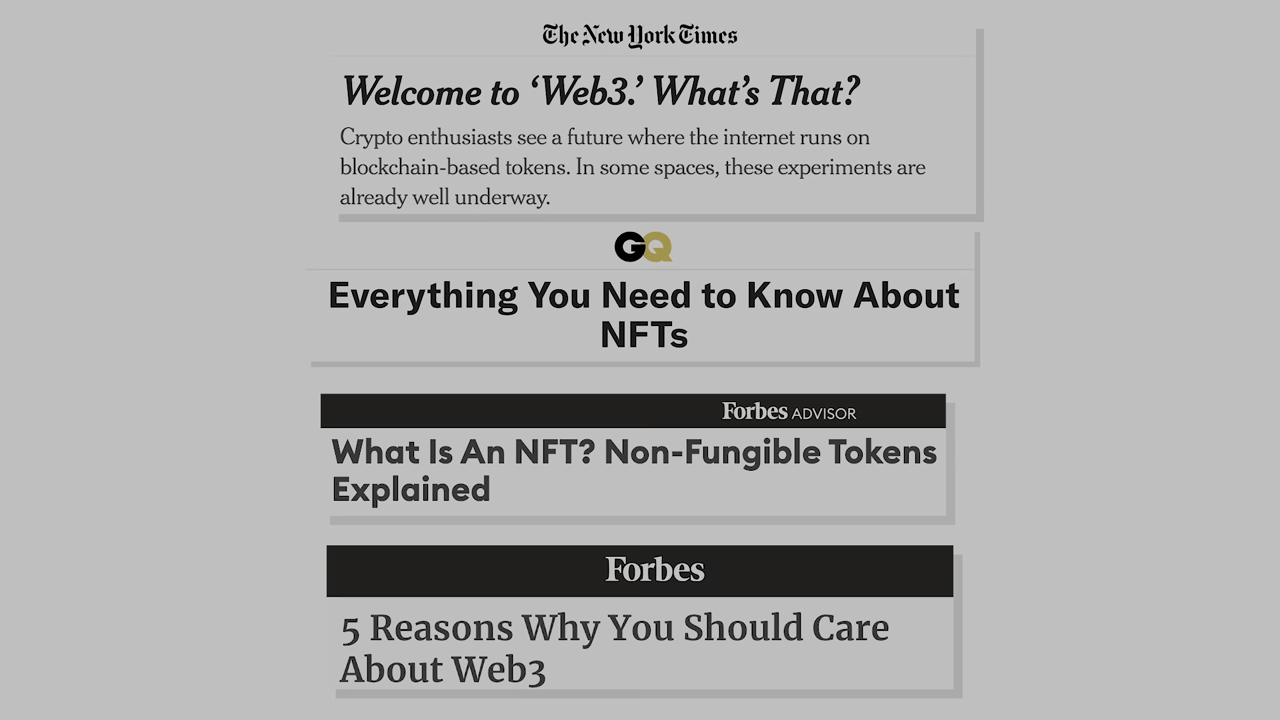 The New York Times
Welcome to ‘Web3.’ What’s That?
Crypto enthusiasts see a future where the internet runs on
blockchain-based tokens. In some spaces, these experiments are
already well underway.
GQ
Everything You Need to Know About
NFTs
Forbes ADVISOR
What Is An NFT? Non-Fungible Tokens
Explained
Forbes
5 Reasons Why You Should Care
About Web3